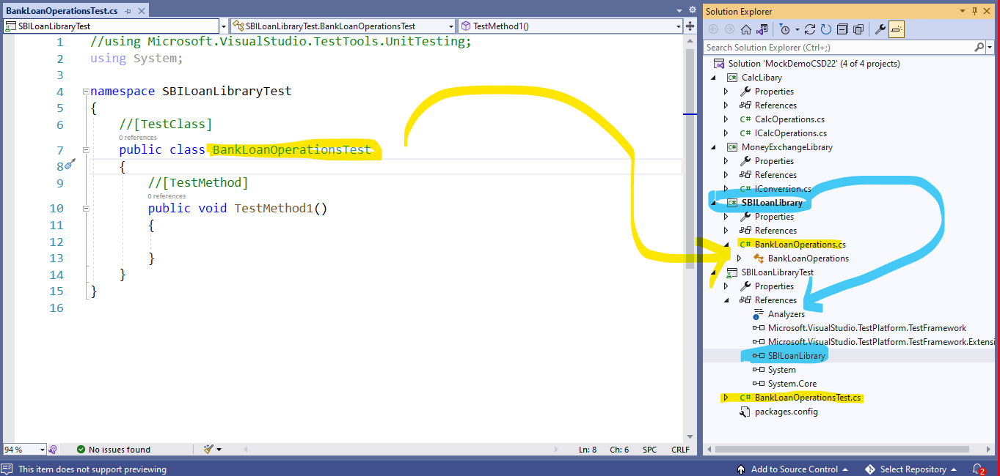 BankLoanOperationsTest.cs
SBILoanLibraryTest
SBILoanLibraryTest.BankLoanOperationsTest
TestMethod1()
1 //using Microsoft.VisualStudio.TestTools.UnitTesting;
2 using System;
3
4 namespace SBILoanLibraryTest
5 {
6 //[TestClass]
0 references
7 public class BankLoanOperationsTest
8 {
9 //[TestMethod]
0 references
10 public void TestMethod1()
11 {
12
13 }
14 }
15 }
16
94 %
No issues found
Ln: 8 Ch: 6 SPC CRLF
Solution Explorer
Search Solution Explorer (Ctrl+;)
Solution 'MockDemoCSD22' (4 of 4 projects)
C# CalcLibary
Properties
References
C# CalcOperations.cs
C# ICalcOperations.cs
C# MoneyExchangeLibrary
Properties
References
C# IConversion.cs
C# SBILoanLibrary
Properties
References
C# BankLoanOperations.cs
BankLoanOperations
SBILoanLibraryTest
Properties
References
Analyzers
Microsoft.VisualStudio.TestPlatform.TestFramework
Microsoft.VisualStudio.TestPlatform.TestFramework.Extensi
SBILoanLibrary
System
System.Core
C# BankLoanOperationsTest.cs
packages.config
This item does not support previewing
Add to Source Control
Select Repository
2